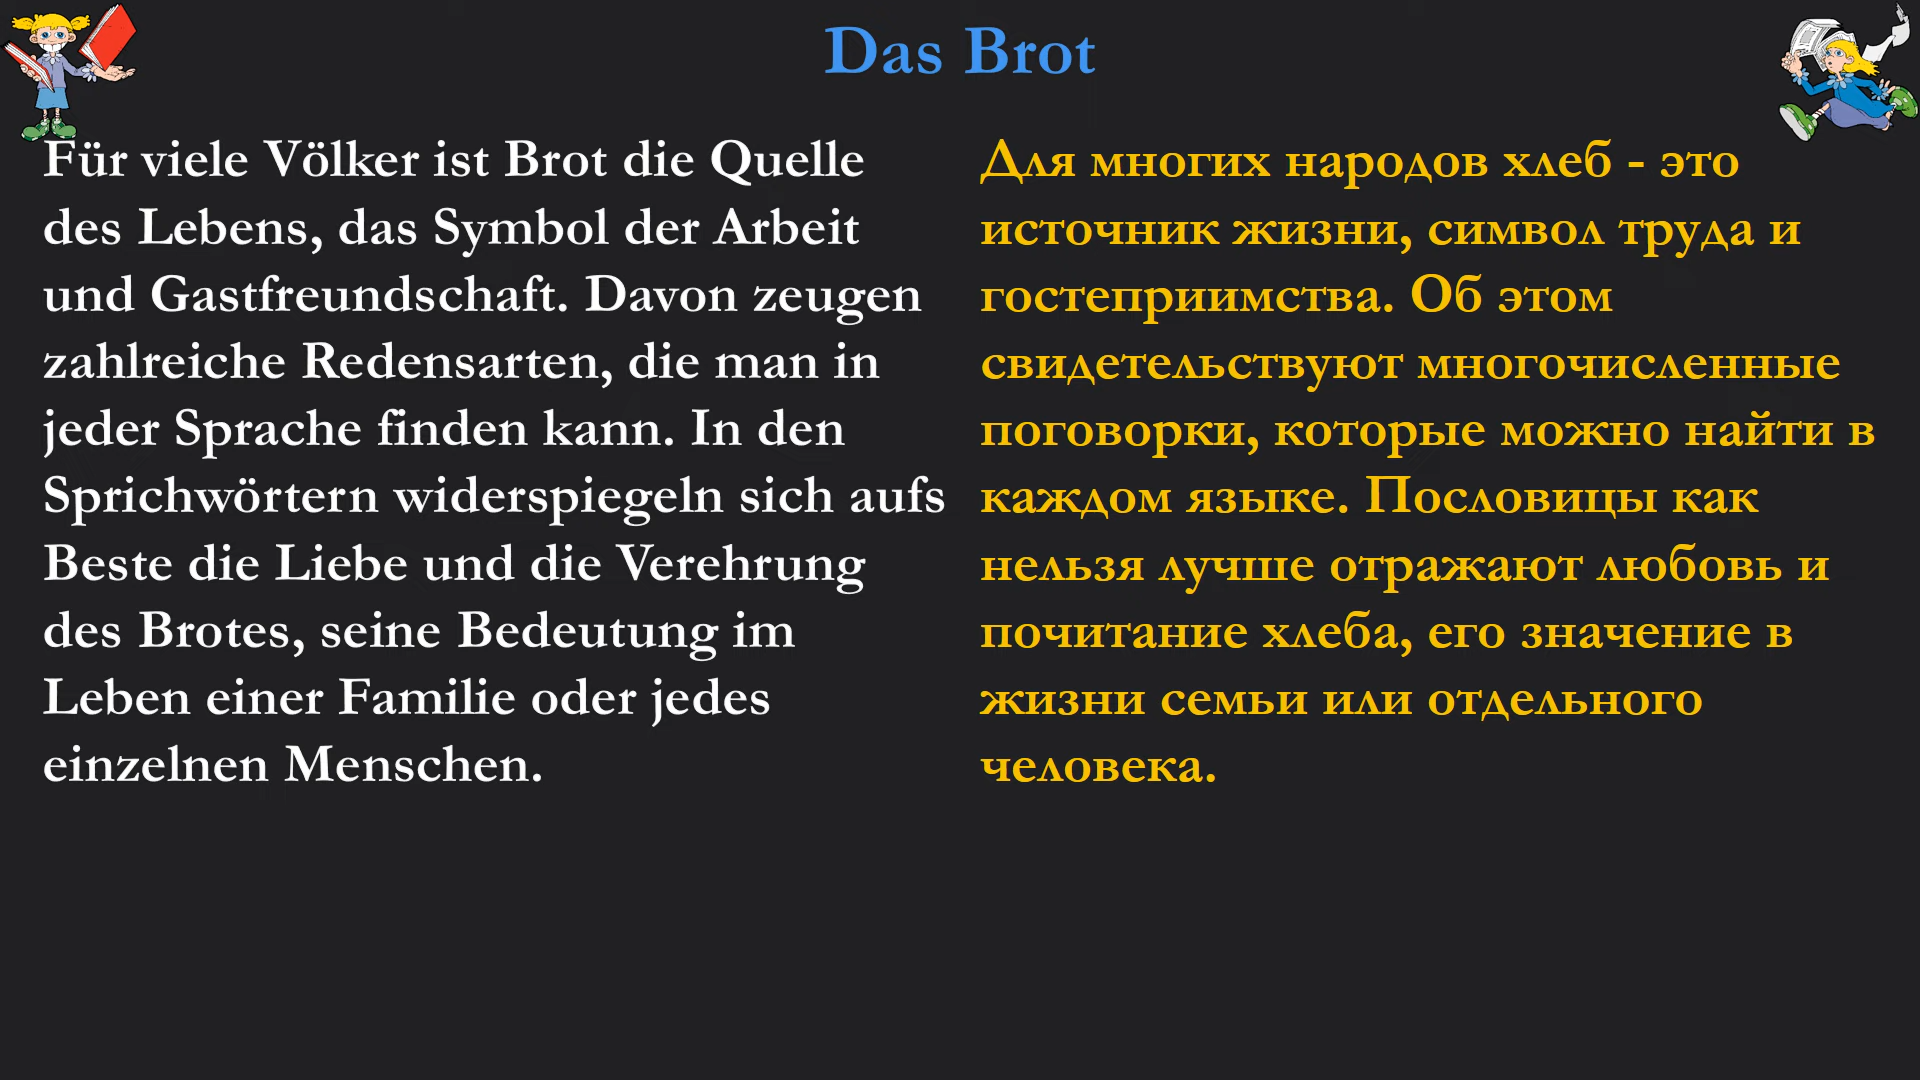 Das Brot
Für viele Völker ist Brot die Quelle
des Lebens, das Symbol der Arbeit
und Gastfreundschaft. Davon zeugen
zahlreiche Redensarten, die man in
jeder Sprache finden kann. In den
Sprichwörtern widerspiegeln sich aufs
Beste die Liebe und die Verehrung
des Brotes, seine Bedeutung im
Leben einer Familie oder jedes
einzelnen Menschen.
Для многих народов хлеб - это
источник жизни, символ труда и
гостеприимства. Об этом
свидетельствуют многочисленные
поговорки, которые можно найти в
каждом языке. Пословицы как
нельзя лучше отражают любовь и
почитание хлеба, его значение в
жизни семьи или отдельного
человека.